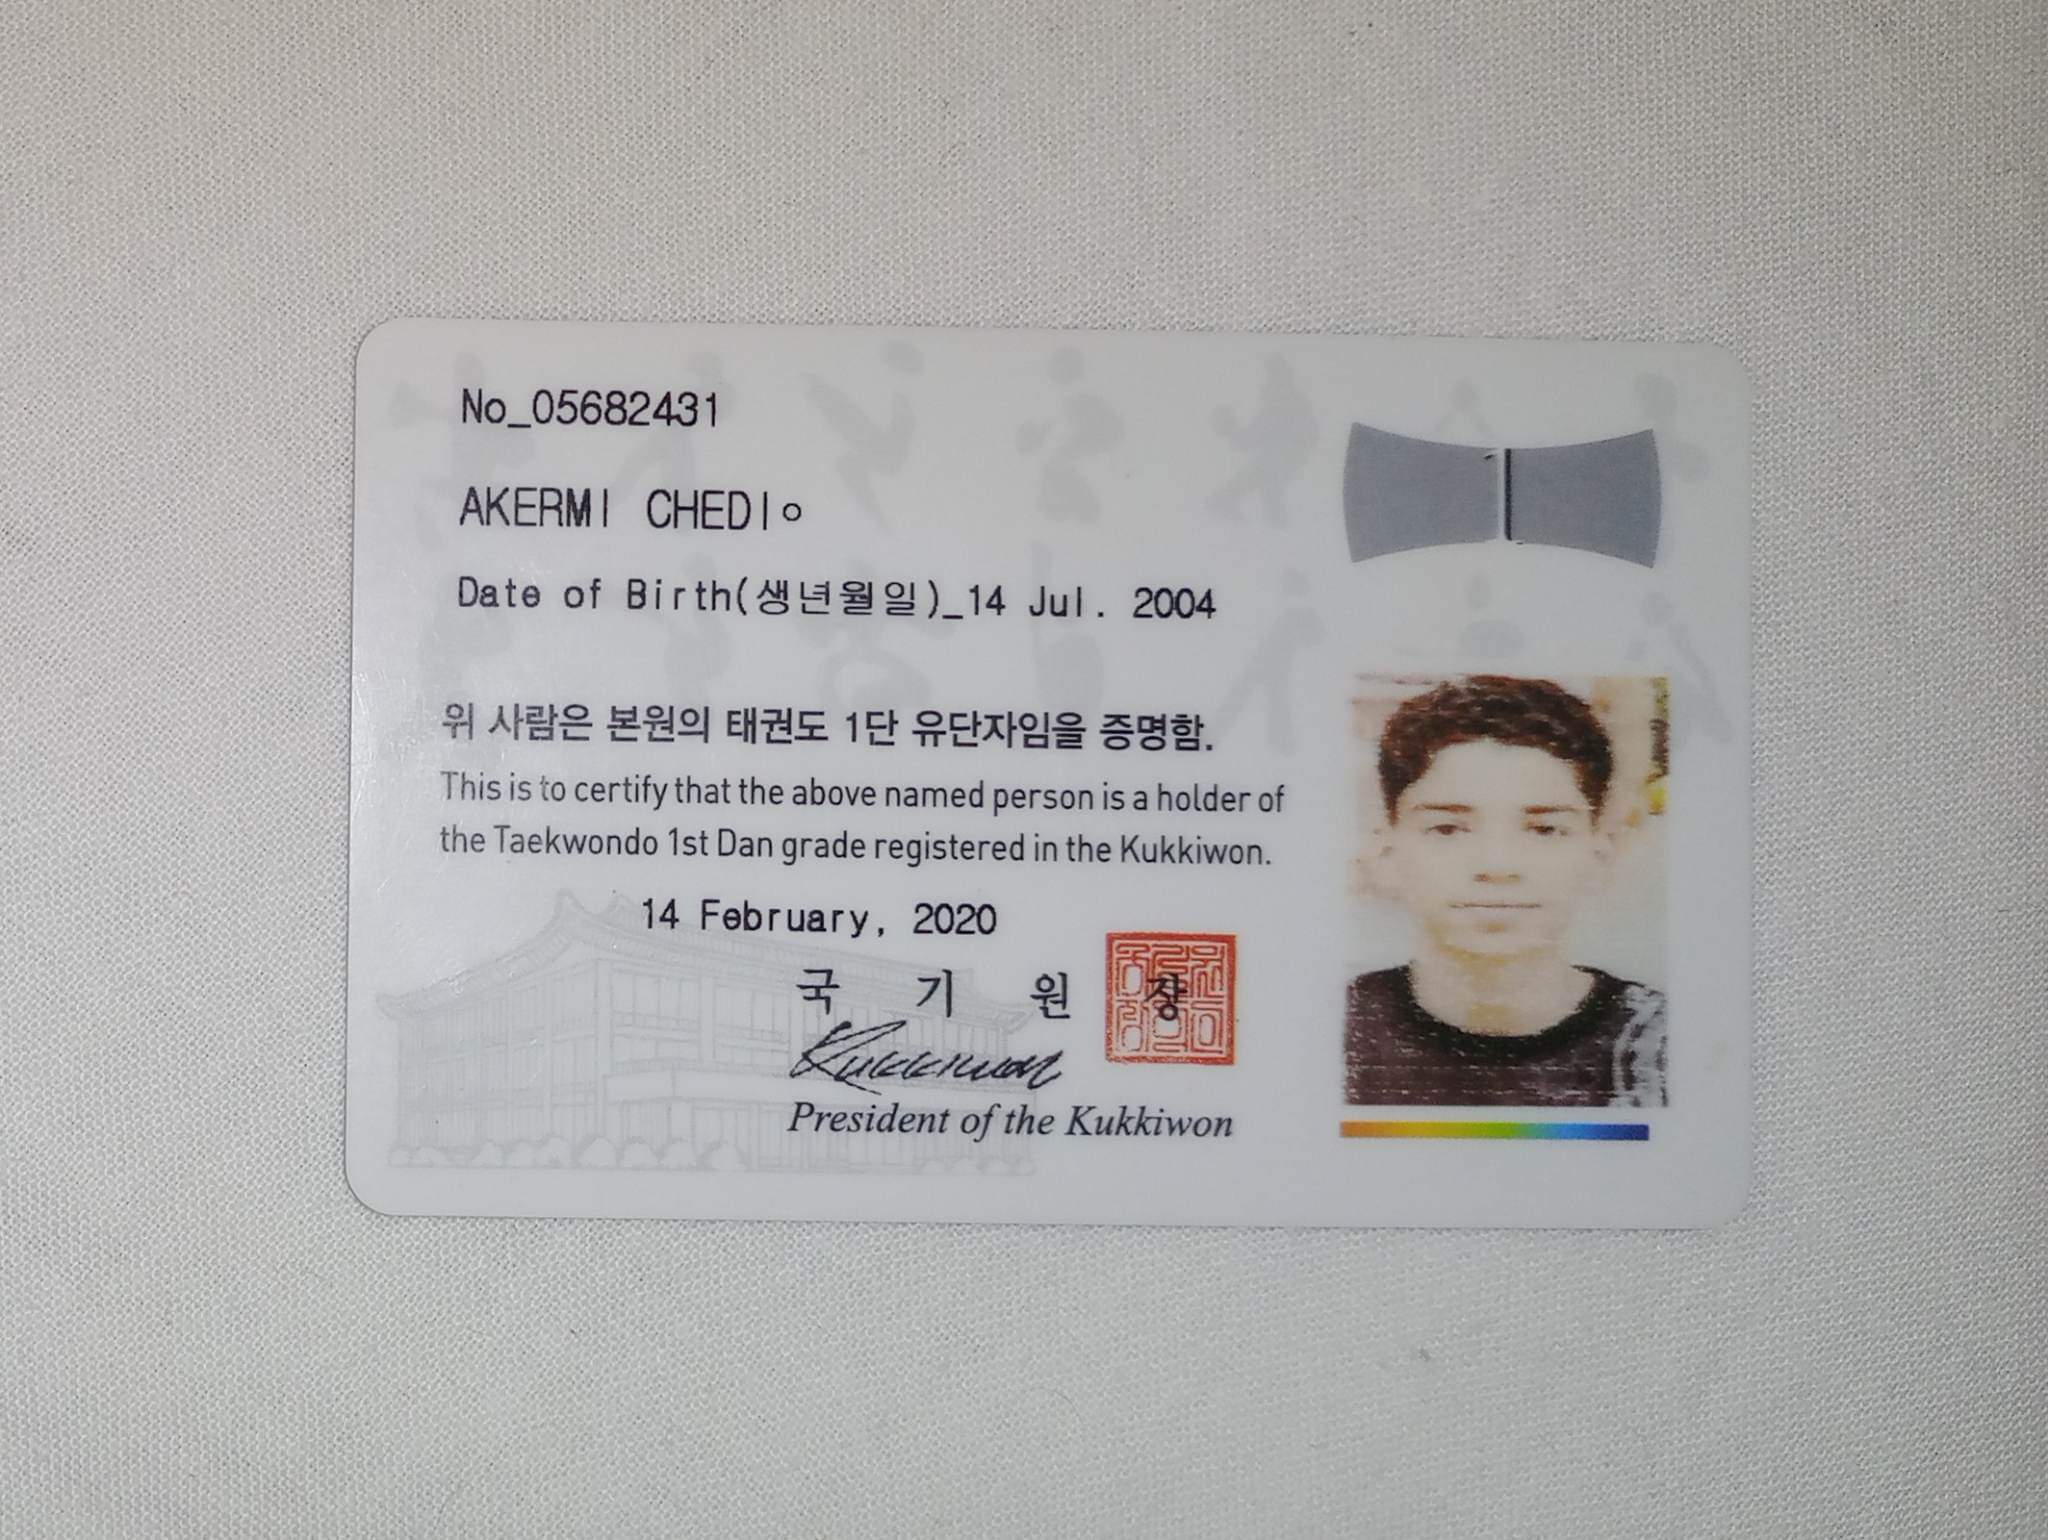 No_05682431
AKERMI CHEDI
Date of Birth(생년월일)_14 Jul. 2004
위 사람은 본원의 태권도 1단 유단자임을 증명함.
This is to certify that the above named person is a holder of
the Taekwondo 1st Dan grade registered in the Kukkiwon.
14 February, 2020
국 기 원 장
Kukkiwon
President of the Kukkiwon